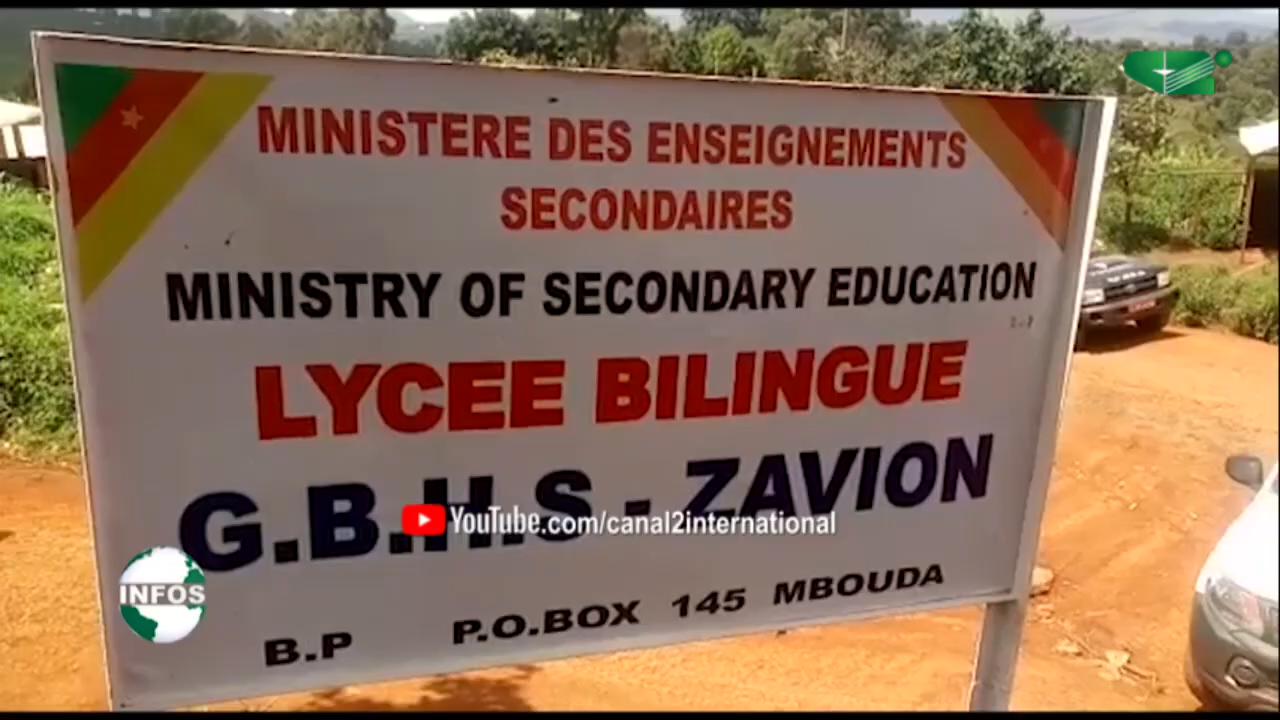 MINISTERE DES ENSEIGNEMENTS
SECONDAIRES
MINISTRY OF SECONDARY EDUCATION
LYCEE BILINGUE
G.B.H.S - ZAVION
YouTube.com/canal2international
INFOS
B.P P.O.BOX 145 MBOUDA